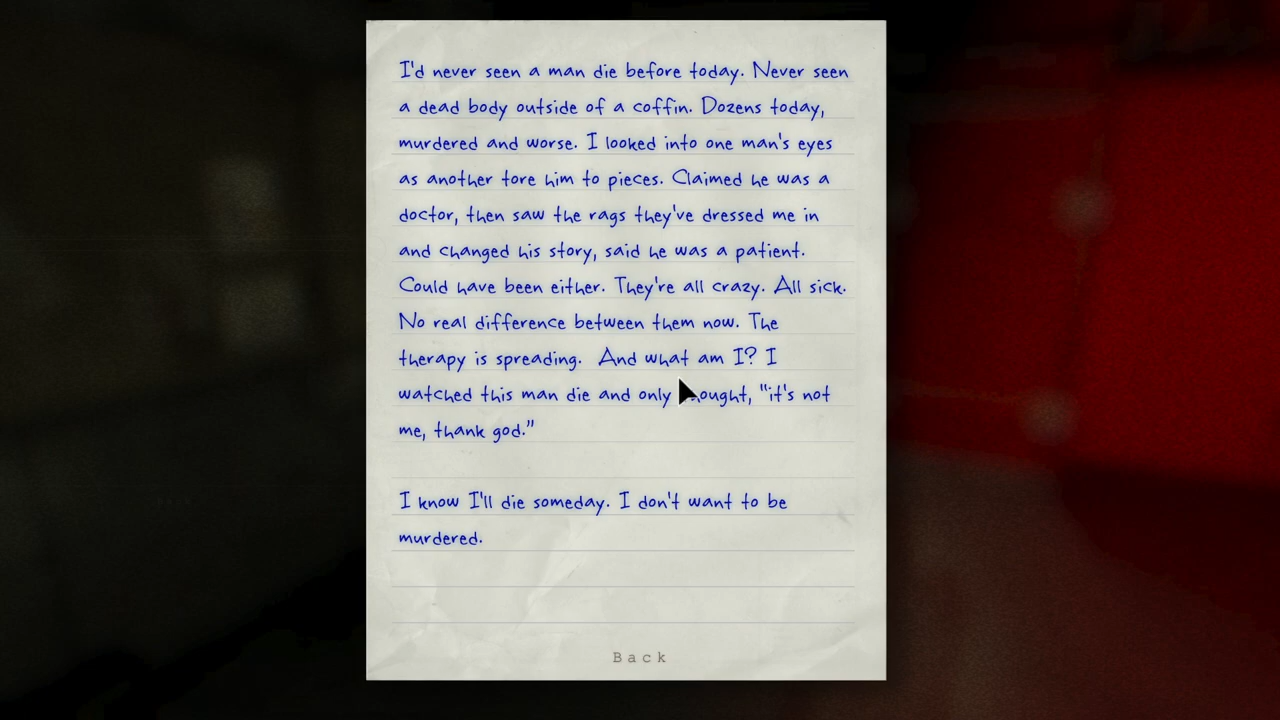 I'd never seen a man die before today. Never seen
a dead body outside of a coffin. Dozens today,
murdered and worse. I looked into one man's eyes
as another tore him to pieces. Claimed he was a
doctor, then saw the rags they've dressed me in
and changed his story, said he was a patient.
Could have been either. They're all crazy. All sick.
No real difference between them now. The
therapy is spreading.  And what am I? I
watched this man die and only thought, "it's not
me, thank god."

I know I'll die someday. I don't want to be
murdered.
Back